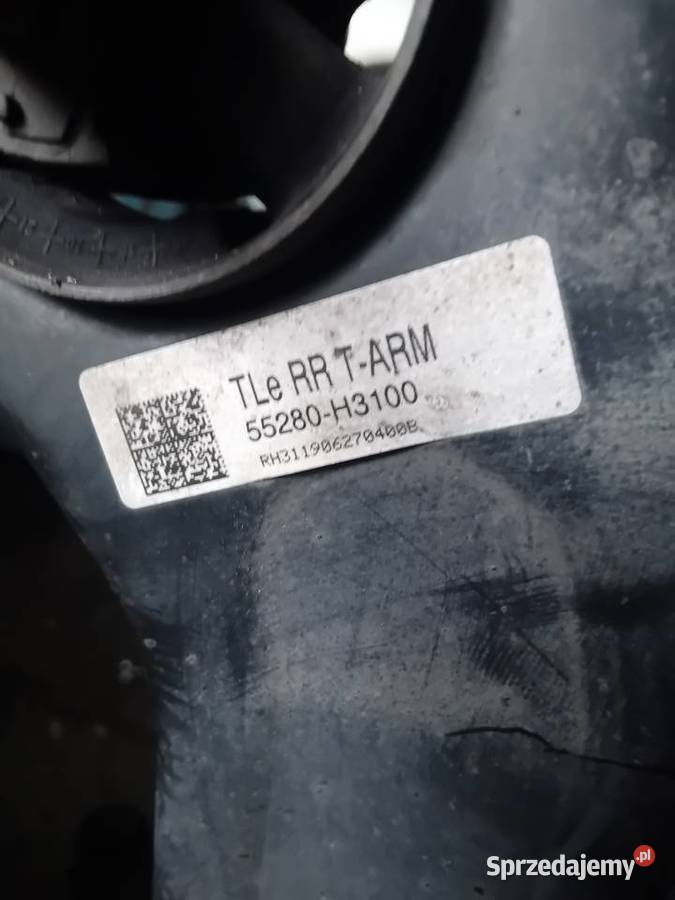 TLe RR T-ARM
55280-H3100
RH311906270400B
Sprzedajemy.pl